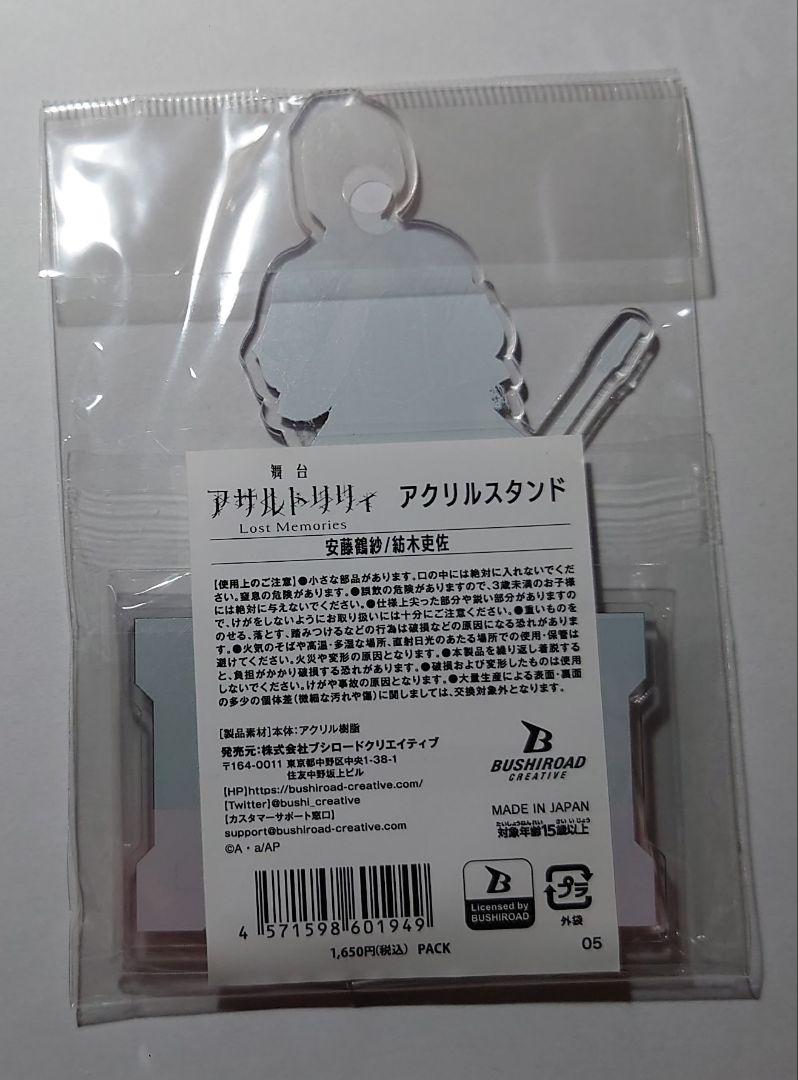 舞台
アサルトリリィ アクリルスタンド
Lost Memories
安藤鶴紗/紡木吏佐
【使用上のご注意】●小さな部品があります。口の中には絶対に入れないでくだ
さい。窒息の危険があります。●誤飲の危険がありますので、3歳未満のお子様
には絶対に与えないでください。●仕様上尖った部分や鋭い部分がありますの
で、けがをしないようにお取り扱いには十分にご注意ください。●重いものを
のせる、落とす、踏みつけるなどの行為は破損などの原因になる恐れがありま
す。●火気のそばや高温・多湿な場所、直射日光のあたる場所での使用・保管は
避けてください。火災や変形の原因となります。●本製品を繰り返し着脱する
と、負担がかかり破損する恐れがあります。●破損および変形したものは使用
しないでください。けがや事故の原因となります。●大量生産による表面・裏面
の多少の個体差(微細な汚れや傷)に関しましては、交換対象外となります。
[製品素材]本体:アクリル樹脂
発売元:株式会社ブシロードクリエイティブ
〒164-0011 東京都中野区中央1-38-1
住友中野坂上ビル
【HP】https://bushiroad-creative.com/
【Twitter】@bushi_creative
【カスタマーサポート窓口】
support@bushiroad-creative.com
©A・a/AP
B
BUSHIROAD
CREATIVE
MADE IN JAPAN
たいしょうねんれい さい いじょう
対象年齢15歳以上
4 571598 601949
1,650円(税込) PACK
B
Licensed by
BUSHIROAD
プラ
外袋
05